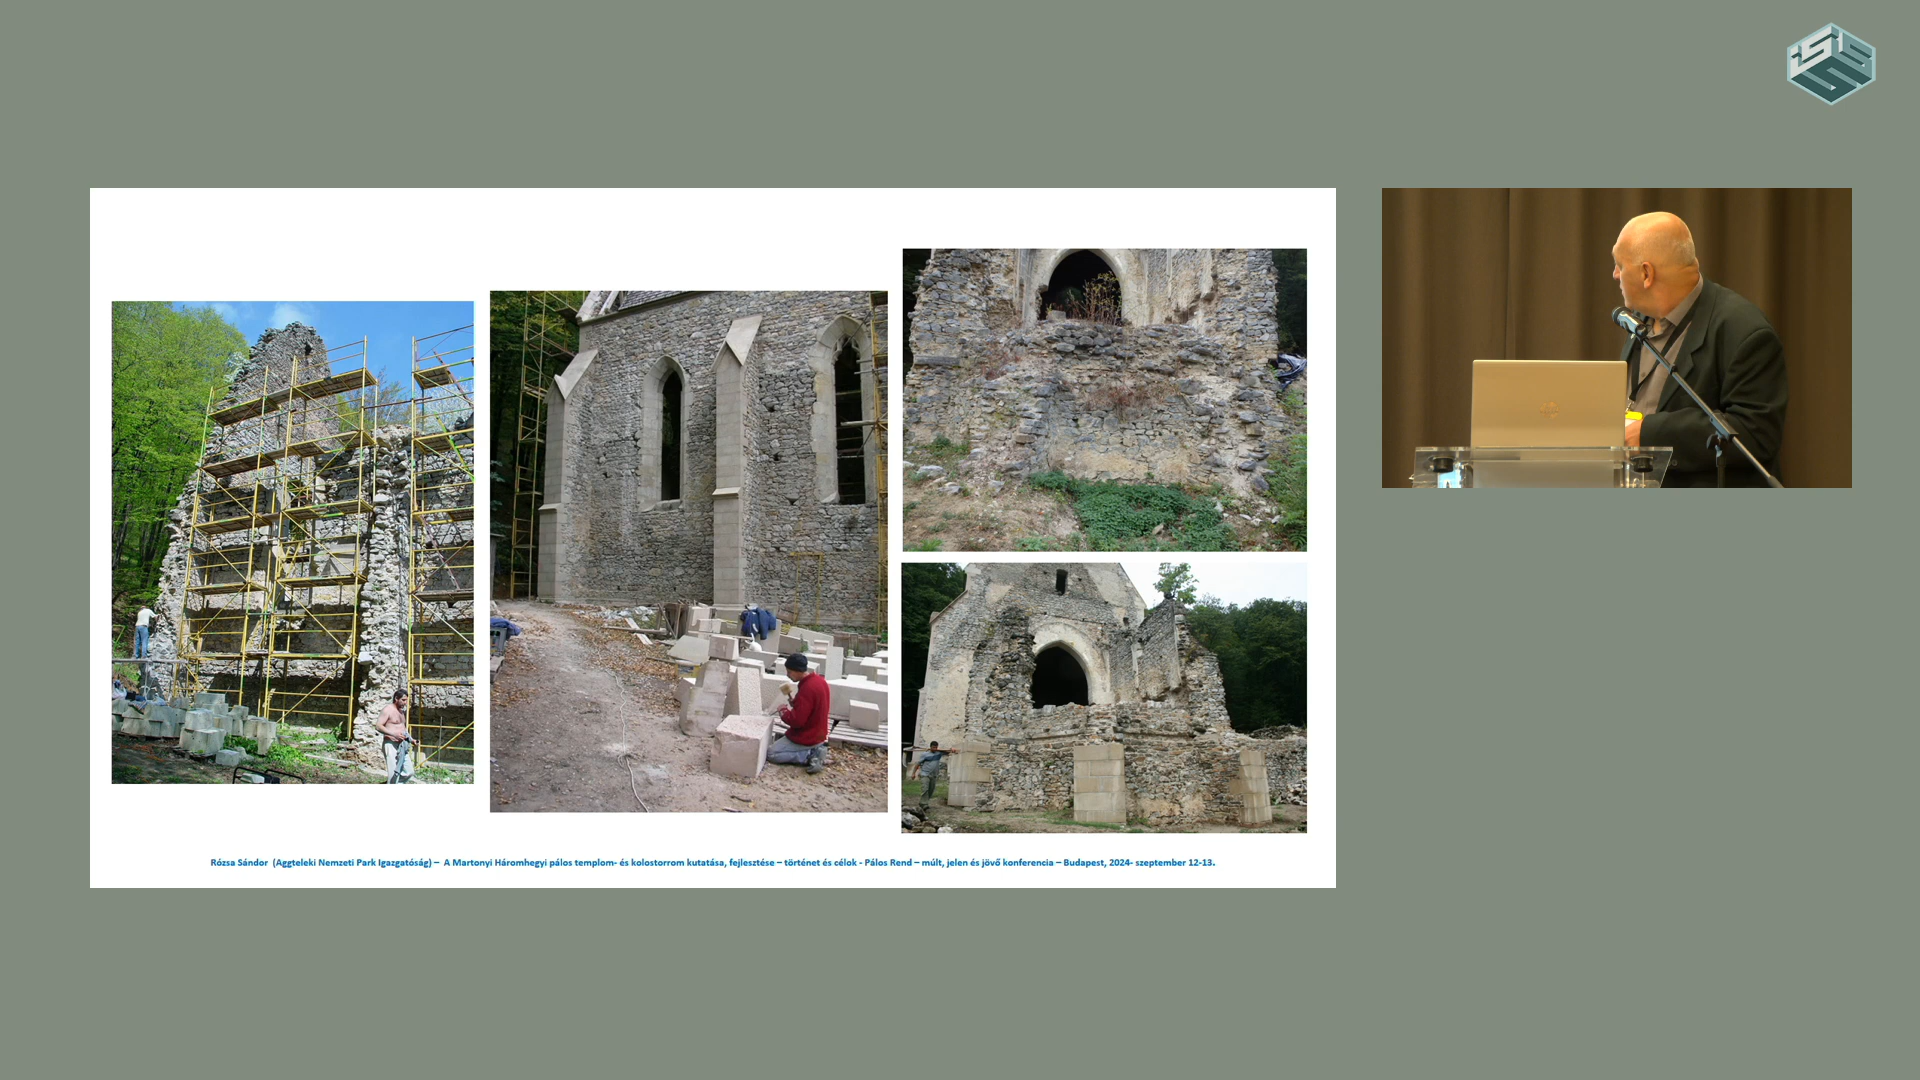 Rózsa Sándor (Aggteleki Nemzeti Park Igazgatóság) – A Martonyi Háromhegyi pálos templom- és kolostorrom kutatása, fejlesztése – történet és célok - Pálos Rend – múlt, jelen és jövő konferencia – Budapest, 2024- szeptember 12-13.